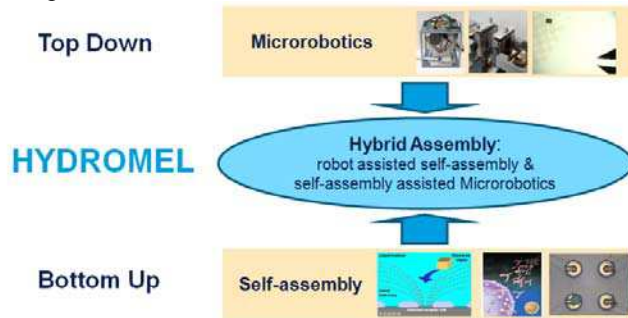 Top Down
Microrobotics
HYDROMEL
Hybrid Assembly:
robot assisted self-assembly &
self-assembly assisted Microrobotics
Bottom Up
Self-assembly